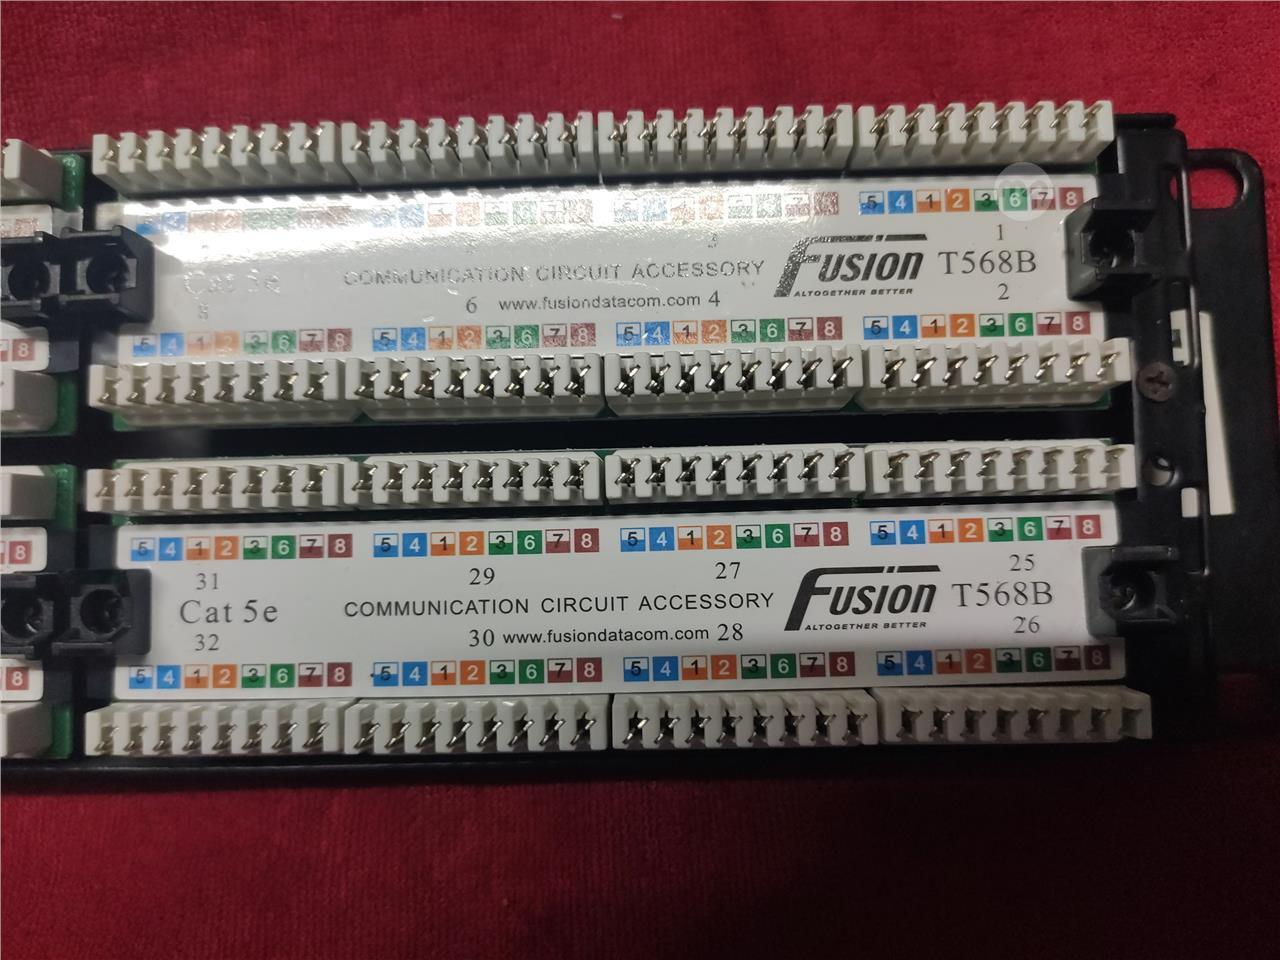 5 4 1 2 3 6 7 8
1
3
Cat 5e COMMUNICATION CIRCUIT ACCESSORY Fusion T568B
ALTOGETHER BETTER
8 6 www.fusiondatacom.com 4 2
5 4 1 2 3 6 7 8 5 4 1 2 3 6 7 8 5 4 1 2 3 6 7 8 5 4 1 2 3 6 7 8
8
8
5 4 1 2 3 6 7 8 5 4 1 2 3 6 7 8 5 4 1 2 3 6 7 8 5 4 1 2 3 6 7 8
31 29 27 25
Cat 5e COMMUNICATION CIRCUIT ACCESSORY Fusion T568B
ALTOGETHER BETTER
32 30 www.fusiondatacom.com 28 26
5 4 1 2 3 6 7 8 5 4 1 2 3 6 7 8 5 4 1 2 3 6 7 8 5 4 1 2 3 6 7 8
8